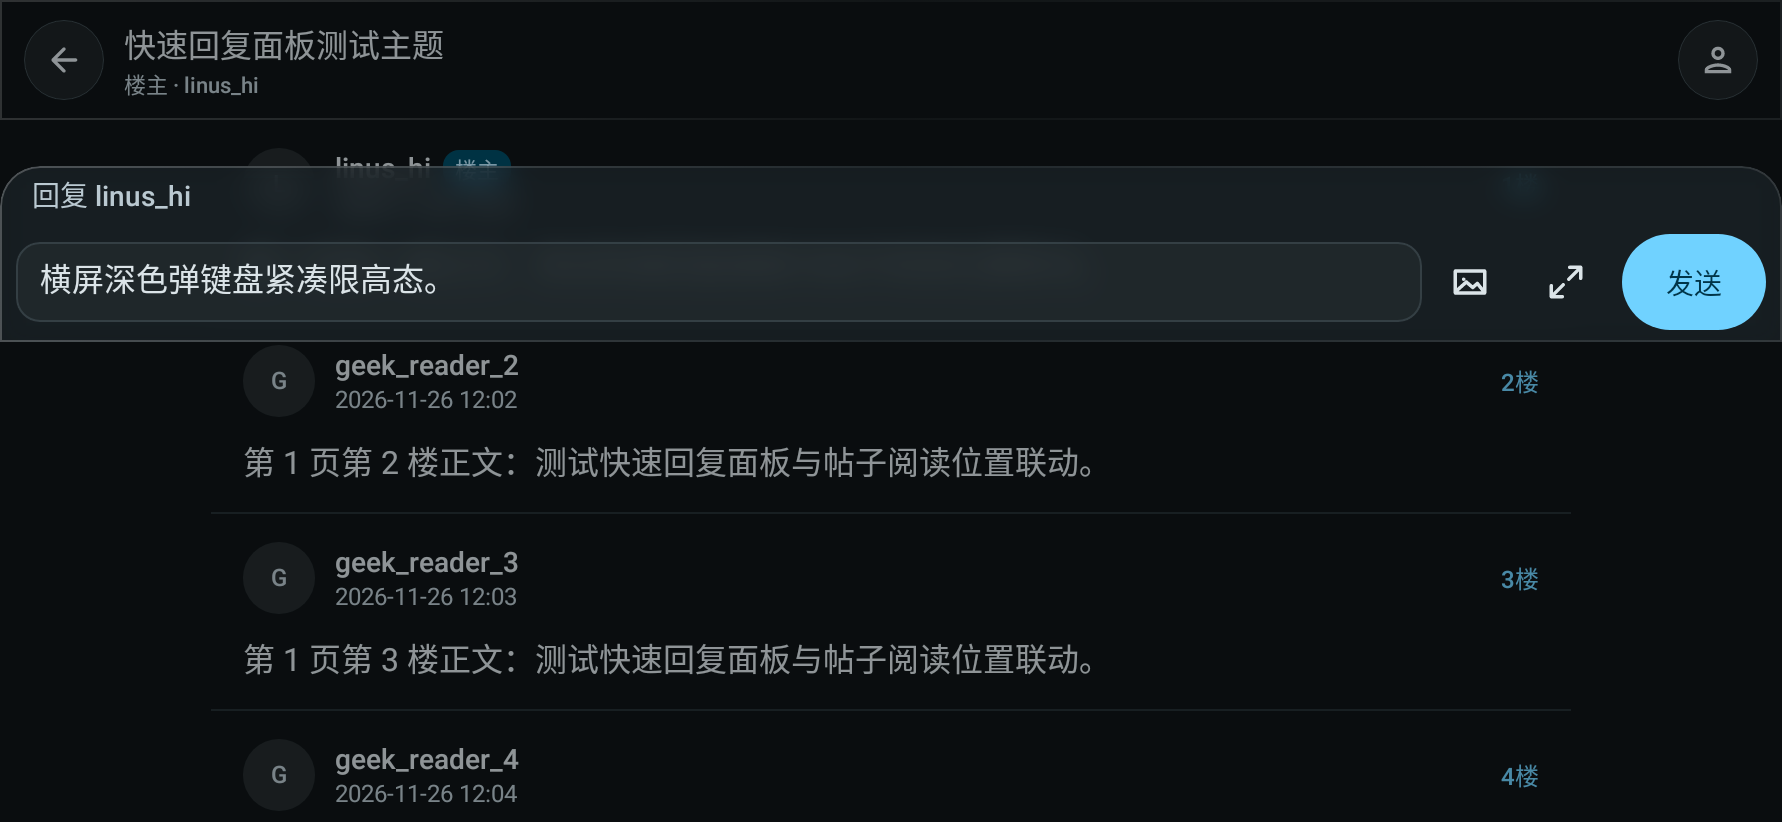 快速回复面板测试主题
楼主 · linus_hi
linus_hi 楼主
回复 linus_hi
横屏深色弹键盘紧凑限高态。
发送
G
geek_reader_2
2026-11-26 12:02
2楼
第 1 页第 2 楼正文：测试快速回复面板与帖子阅读位置联动。
G
geek_reader_3
2026-11-26 12:03
3楼
第 1 页第 3 楼正文：测试快速回复面板与帖子阅读位置联动。
G
geek_reader_4
2026-11-26 12:04
4楼